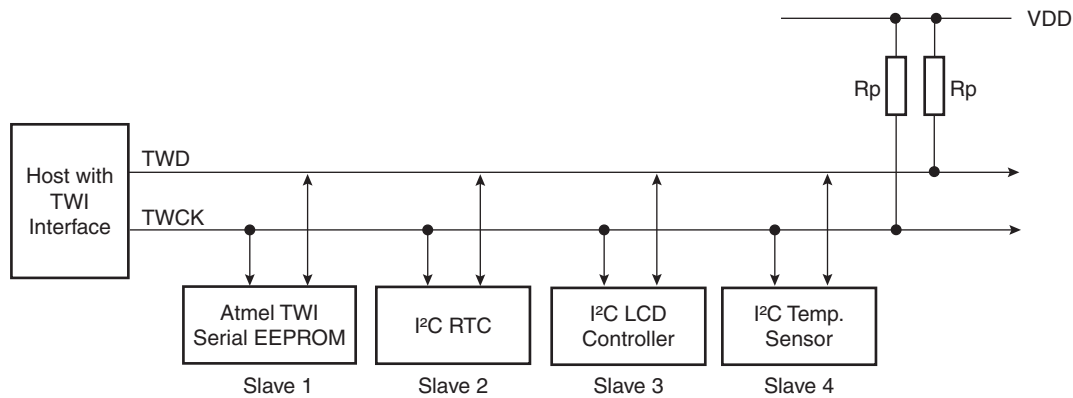 VDD
Rp
Rp
Host with
TWI
Interface
TWD
TWCK
Atmel TWI
Serial EEPROM
I²C RTC
I²C LCD
Controller
I²C Temp.
Sensor
Slave 1
Slave 2
Slave 3
Slave 4